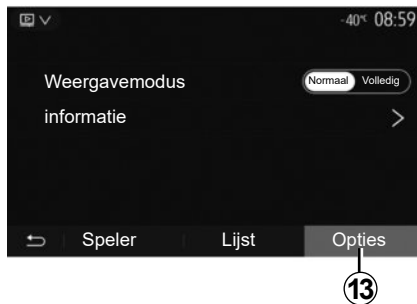 -40°C 08:59
Weergavemodus Normaal Volledig
informatie
Speler Lijst Opties
13